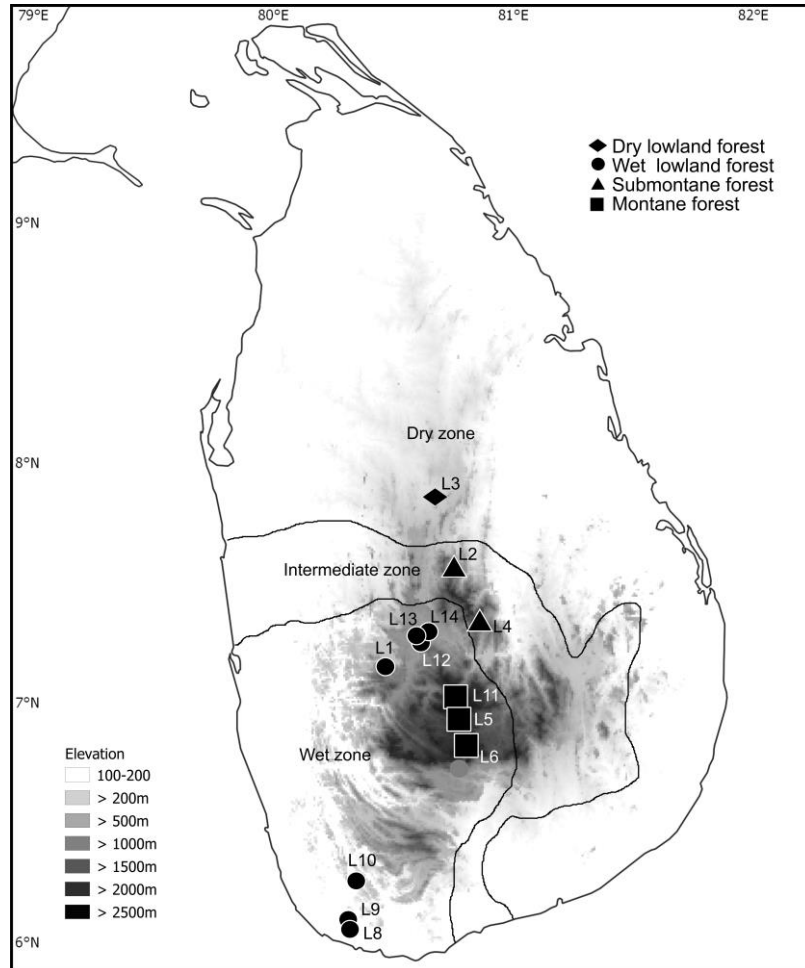 79°E 80°E 81°E 82°E
Dry lowland forest
Wet lowland forest
Submontane forest
Montane forest
9°N
Dry zone
8°N
L3
L2
Intermediate zone
L13 L14
L4
L1 L12
7°N
L11
L5
Wet zone
L6
Elevation
100-200
> 200m
> 500m
> 1000m
> 1500m
> 2000m
> 2500m
L10
L9
L8
6°N